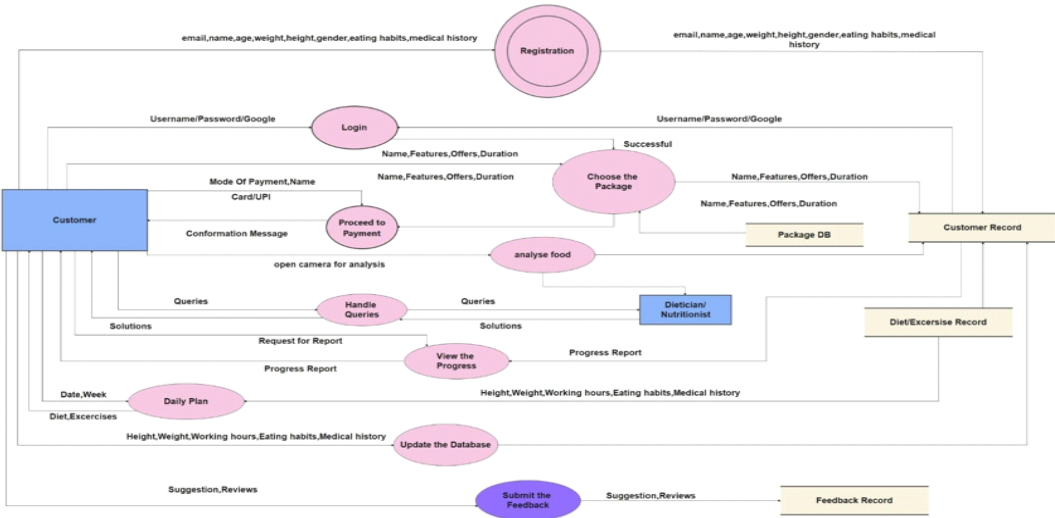 email,name,age,weight,height,gender,eating habits,medical history
Registration
email,name,age,weight,height,gender,eating habits,medical
history
Username/Password/Google
Login
Username/Password/Google
Successful
Name,Features,Offers,Duration
Name,Features,Offers,Duration
Choose the
Package
Name,Features,Offers,Duration
Mode Of Payment,Name
Card/UPI
Name,Features,Offers,Duration
Customer
Proceed to
Payment
Conformation Message
Package DB
Customer Record
open camera for analysis
analyse food
Queries
Handle
Queries
Queries
Dietician/
Nutritionist
Solutions
Solutions
Diet/Excersise Record
Request for Report
View the
Progress
Progress Report
Progress Report
Date,Week
Daily Plan
Height,Weight,Working hours,Eating habits,Medical history
Diet,Excercises
Height,Weight,Working hours,Eating habits,Medical history
Update the Database
Suggestion,Reviews
Submit the
Feedback
Suggestion,Reviews
Feedback Record